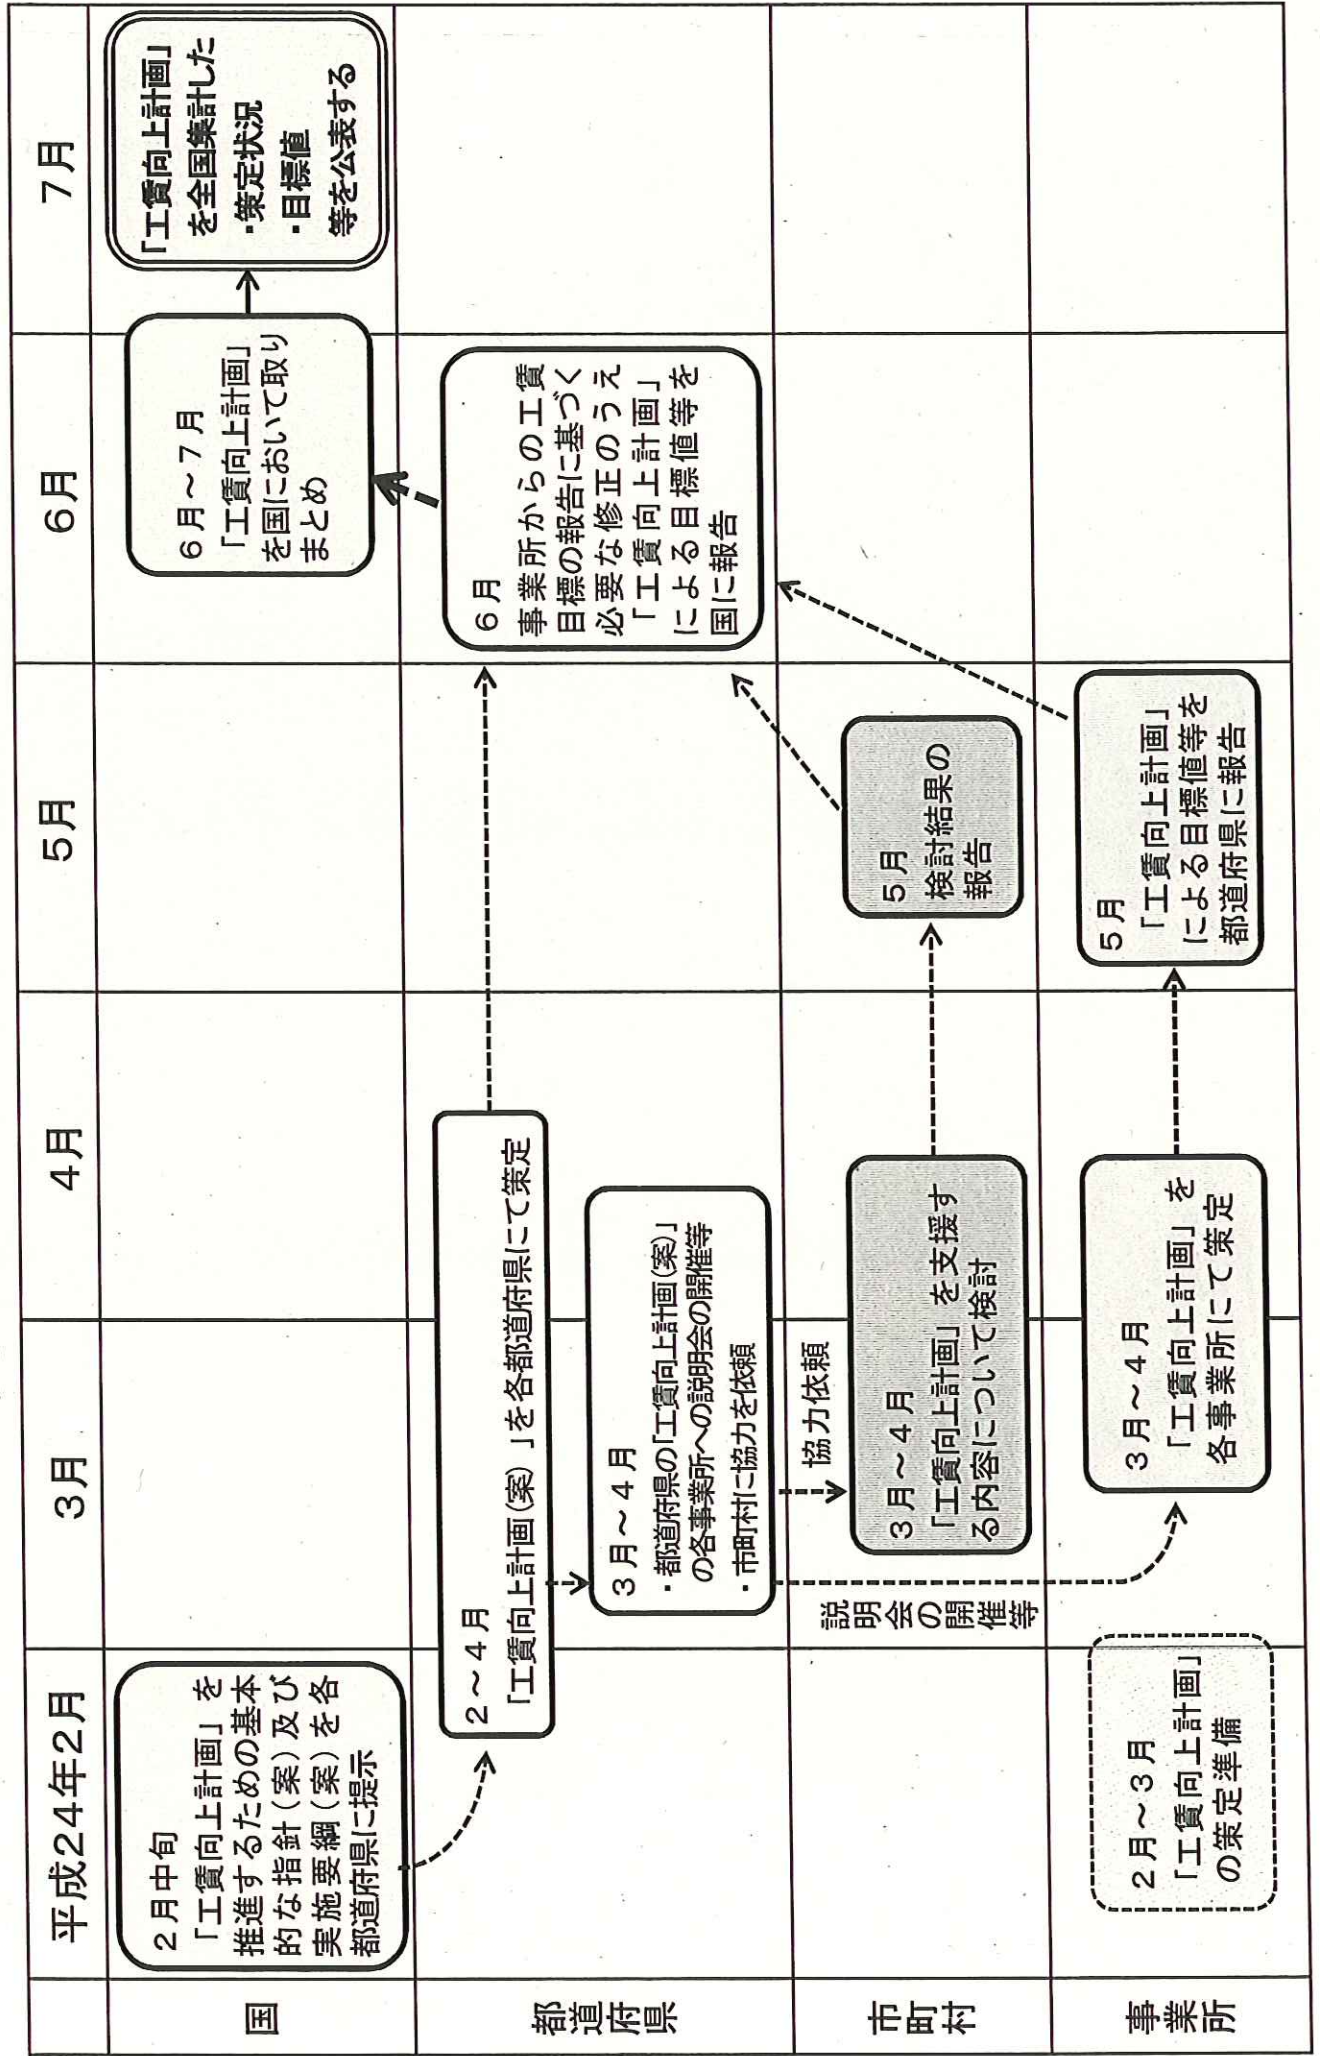 平成24年2月
3月
4月
5月
6月
7月
国
2月中旬
「工賃向上計画」を
推進するための基本
的な指針(案)及び
実施要綱(案)を各
都道府県に提示
6月～7月
「工賃向上計画」
を国において取り
まとめ
「工賃向上計画」
を全国集計した
・策定状況
・目標値
等を公表する
都道府県
2～4月
「工賃向上計画(案)」を各都道府県にて策定
3月～4月
・都道府県の「工賃向上計画(案)」
の各事業所への説明会の開催等
・市町村に協力を依頼
6月
事業所からの工賃
目標の報告に基づく
必要な修正のうえ
「工賃向上計画」
による目標値等を
国に報告
市町村
説明会の開催等
協力依頼
3月～4月
「工賃向上計画」を支援す
る内容について検討
5月
検討結果の
報告
事業所
2月～3月
「工賃向上計画」
の策定準備
3月～4月
「工賃向上計画」を
各事業所にて策定
5月
「工賃向上計画」
による目標値等を
都道府県に報告